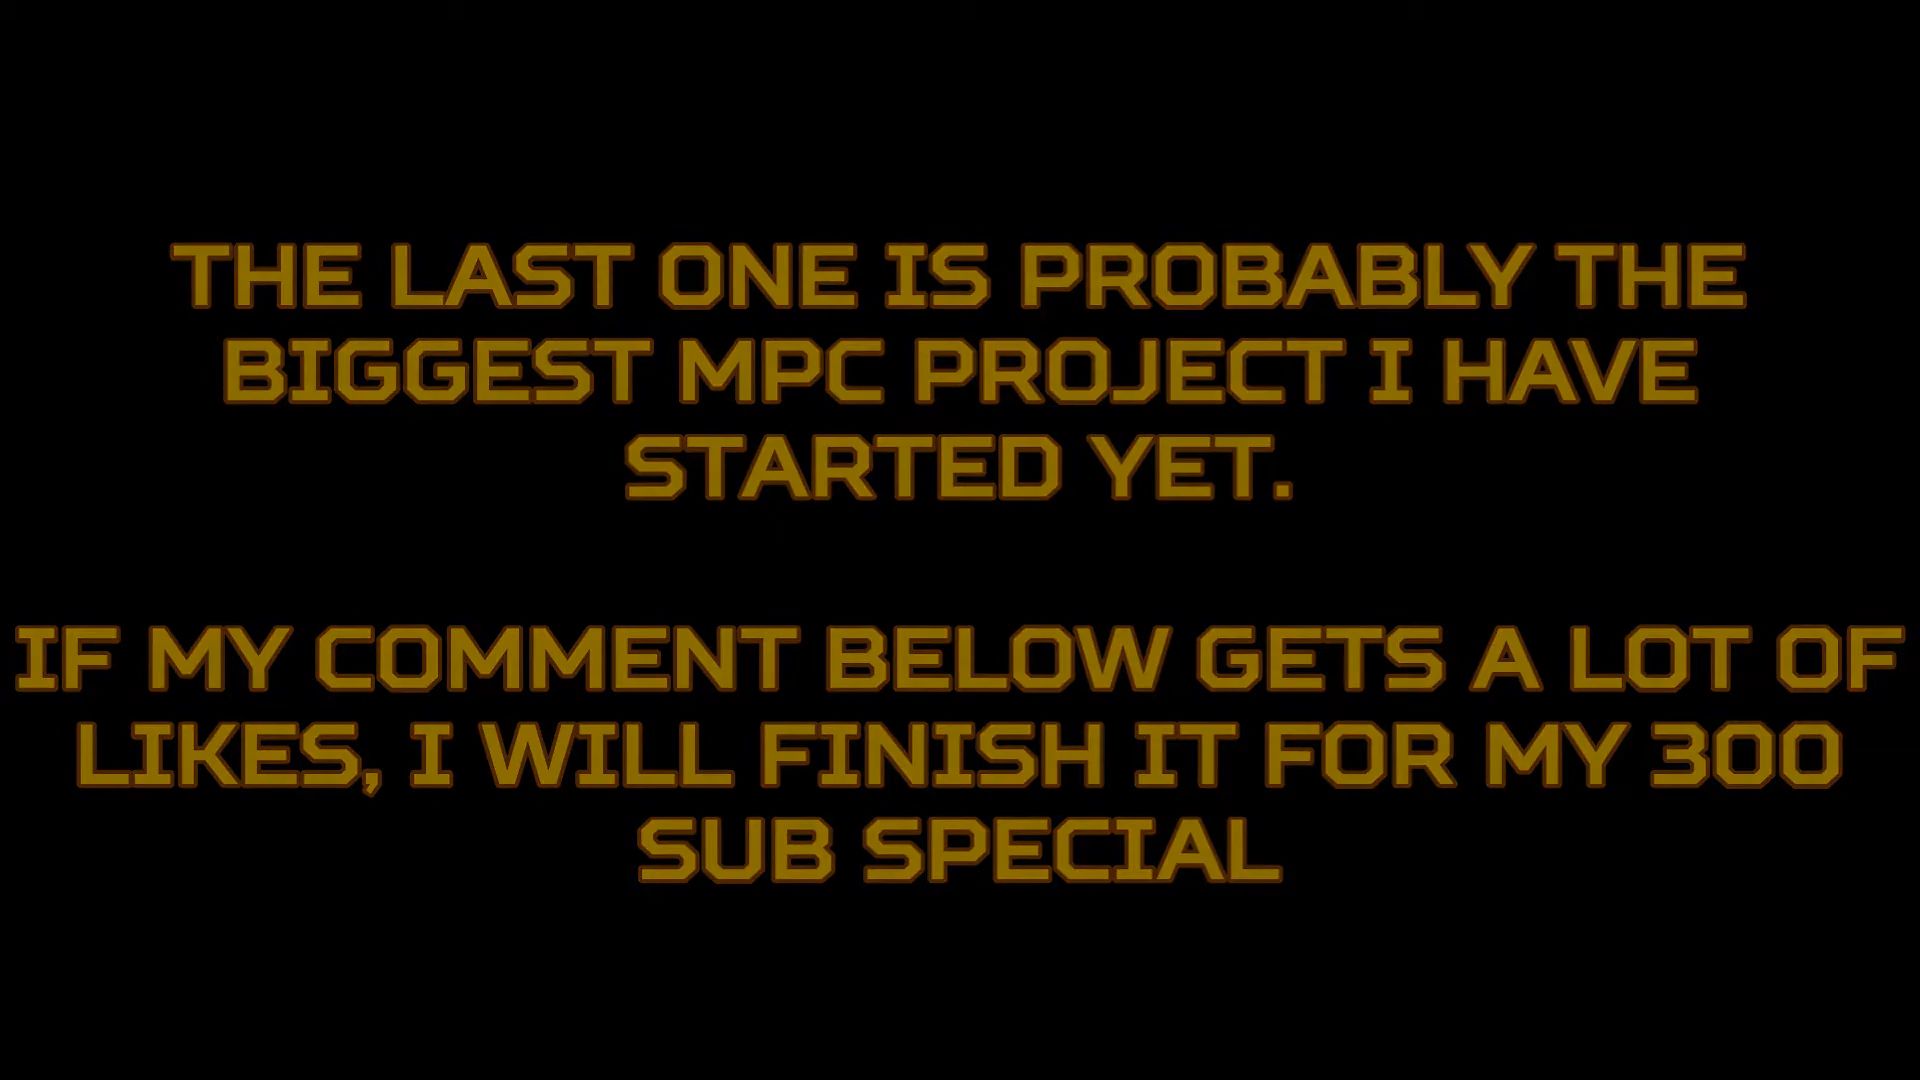 THE LAST ONE IS PROBABLY THE
BIGGEST MPC PROJECT I HAVE
STARTED YET.
IF MY COMMENT BELOW GETS A LOT OF
LIKES, I WILL FINISH IT FOR MY 300
SUB SPECIAL